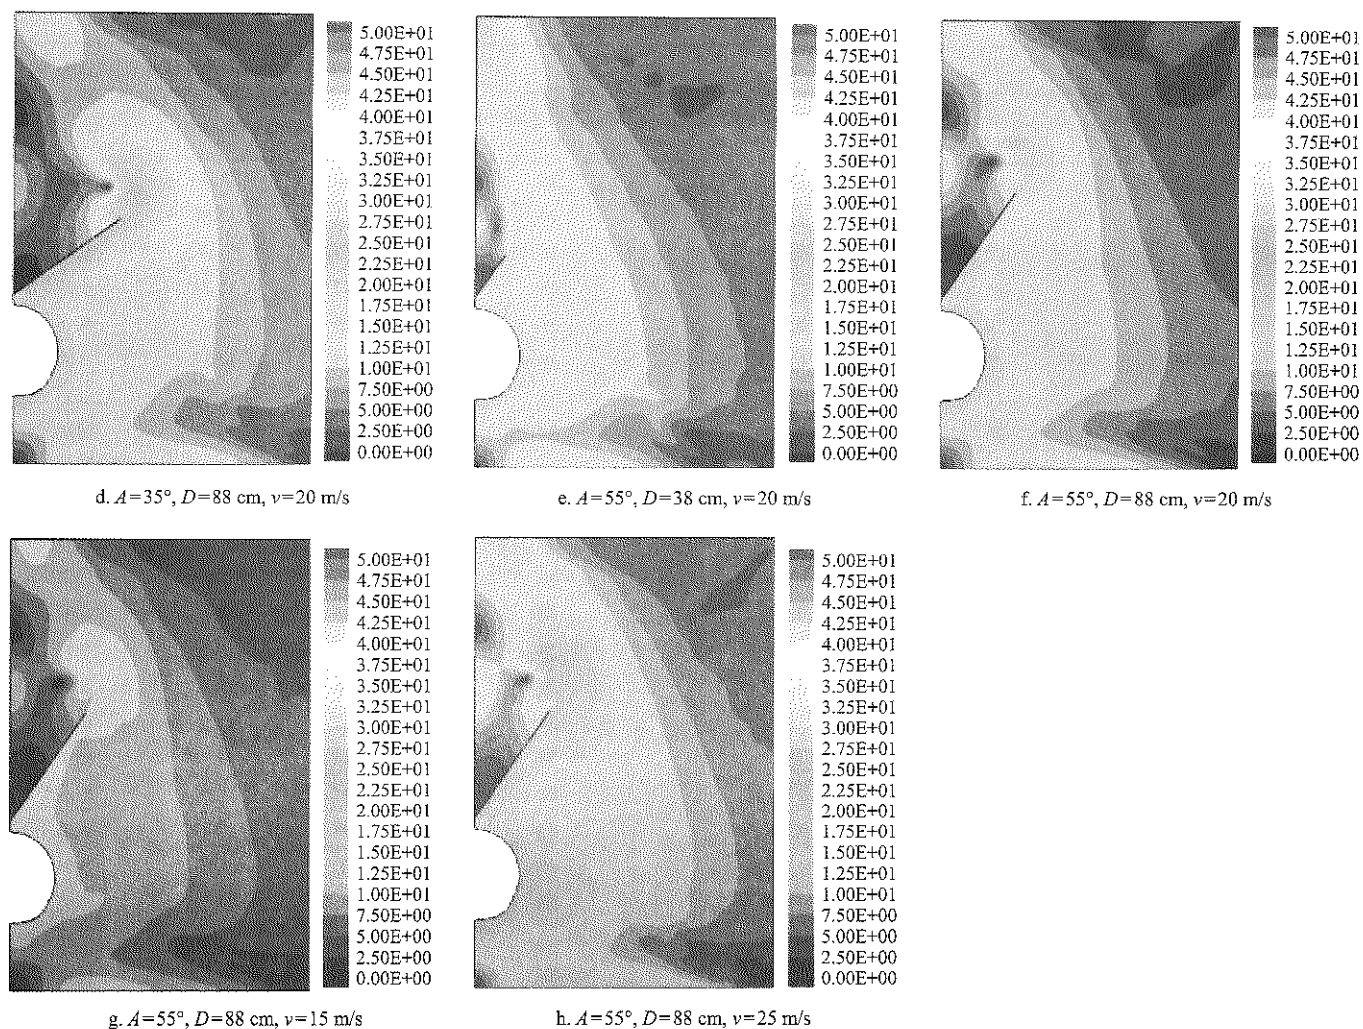 5.00E+01
4.75E+01
4.50E+01
4.25E+01
4.00E+01
3.75E+01
3.50E+01
3.25E+01
3.00E+01
2.75E+01
2.50E+01
2.25E+01
2.00E+01
1.75E+01
1.50E+01
1.25E+01
1.00E+01
7.50E+00
5.00E+00
2.50E+00
0.00E+00
d. A=35°, D=88 cm, v=20 m/s
5.00E+01
4.75E+01
4.50E+01
4.25E+01
4.00E+01
3.75E+01
3.50E+01
3.25E+01
3.00E+01
2.75E+01
2.50E+01
2.25E+01
2.00E+01
1.75E+01
1.50E+01
1.25E+01
1.00E+01
7.50E+00
5.00E+00
2.50E+00
0.00E+00
e. A=55°, D=38 cm, v=20 m/s
5.00E+01
4.75E+01
4.50E+01
4.25E+01
4.00E+01
3.75E+01
3.50E+01
3.25E+01
3.00E+01
2.75E+01
2.50E+01
2.25E+01
2.00E+01
1.75E+01
1.50E+01
1.25E+01
1.00E+01
7.50E+00
5.00E+00
2.50E+00
0.00E+00
f. A=55°, D=88 cm, v=20 m/s
5.00E+01
4.75E+01
4.50E+01
4.25E+01
4.00E+01
3.75E+01
3.50E+01
3.25E+01
3.00E+01
2.75E+01
2.50E+01
2.25E+01
2.00E+01
1.75E+01
1.50E+01
1.25E+01
1.00E+01
7.50E+00
5.00E+00
2.50E+00
0.00E+00
g. A=55°, D=88 cm, v=15 m/s
5.00E+01
4.75E+01
4.50E+01
4.25E+01
4.00E+01
3.75E+01
3.50E+01
3.25E+01
3.00E+01
2.75E+01
2.50E+01
2.25E+01
2.00E+01
1.75E+01
1.50E+01
1.25E+01
1.00E+01
7.50E+00
5.00E+00
2.50E+00
0.00E+00
h. A=55°, D=88 cm, v=25 m/s